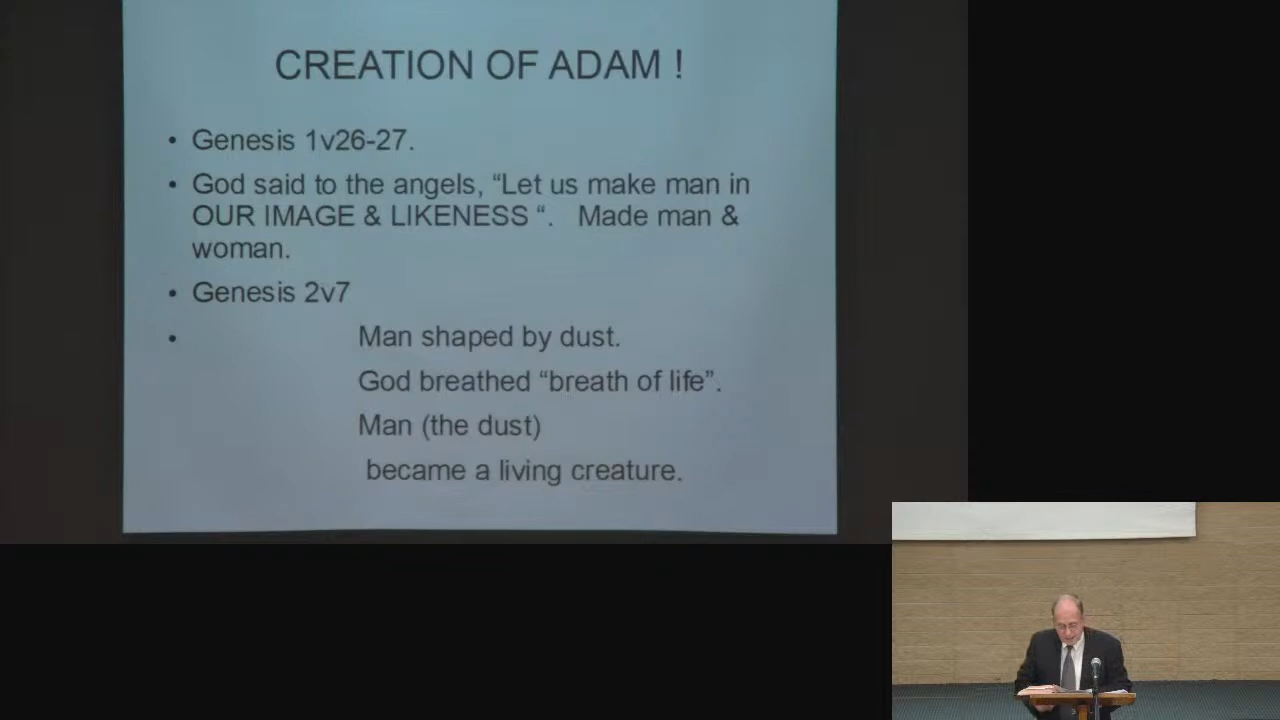 CREATION OF ADAM !
• Genesis 1v26-27.
• God said to the angels, “Let us make man in
OUR IMAGE & LIKENESS “.   Made man &
woman.
• Genesis 2v7
• Man shaped by dust.
God breathed “breath of life”.
Man (the dust)
became a living creature.